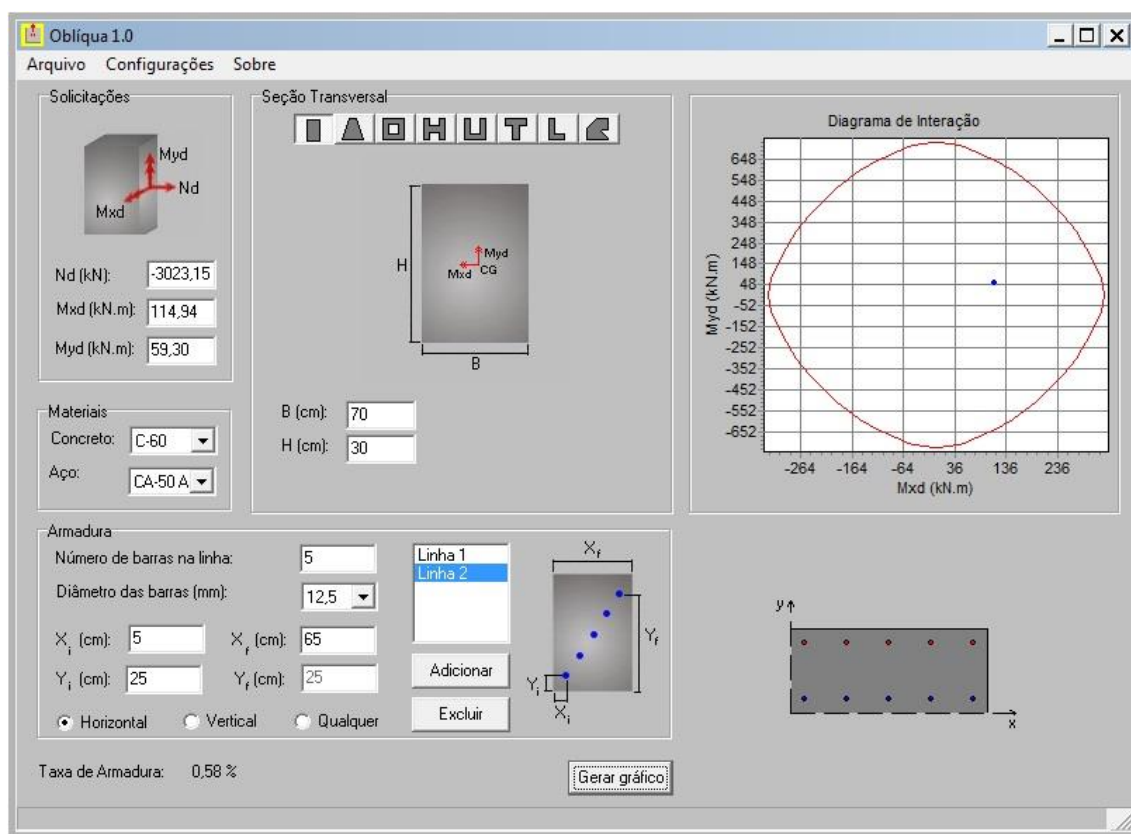 Oblíqua 1.0
Arquivo Configurações Sobre
Solicitações
Myd
Nd
Mxd
Nd (kN): -3023,15
Mxd (kN.m): 114,94
Myd (kN.m): 59,30
Materiais
Concreto: C-60
Aço: CA-50 A
Seção Transversal
H
Myd
Mxd CG
B
B (cm): 70
H (cm): 30
Diagrama de Interação
648
548
448
348
248
148
48
-52
-152
-252
-352
-452
-552
-652
Myd (kN.m)
-264 -164 -64 36 136 236
Mxd (kN.m)
Armadura
Número de barras na linha: 5
Diâmetro das barras (mm): 12,5
Xi (cm): 5 Xf (cm): 65
Yi (cm): 25 Yf (cm): 25
Horizontal Vertical Qualquer
Linha 1
Linha 2
Adicionar
Excluir
Xf
Yf
Yi
Xi
y
x
Taxa de Armadura: 0,58 %
Gerar gráfico